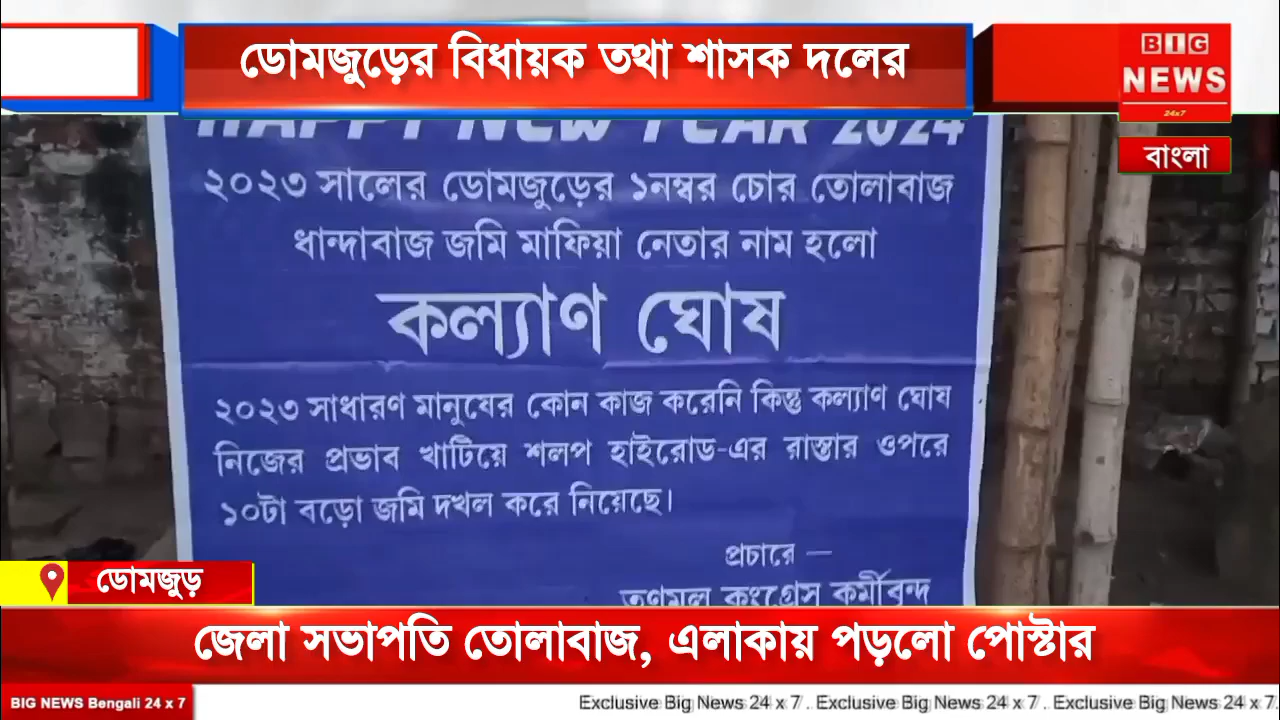 ডোমজুড়ের বিধায়ক তথা শাসক দলের
BIG
NEWS
24x7
বাংলা
HAPPY NEW YEAR 2024
২০২৩ সালের ডোমজুড়ের ১নম্বর চোর তোলাবাজ
ধান্দাবাজ জমি মাফিয়া নেতার নাম হলো
কল্যাণ ঘোষ
২০২৩ সাধারণ মানুষের কোন কাজ করেনি কিন্তু কল্যাণ ঘোষ
নিজের প্রভাব খাটিয়ে শলপ হাইরোড-এর রাস্তার ওপরে
১০টা বড়ো জমি দখল করে নিয়েছে।
প্রচারে —
তৃণমূল কংগ্রেস কর্মীবৃন্দ
ডোমজুড়
জেলা সভাপতি তোলাবাজ, এলাকায় পড়লো পোস্টার
BIG NEWS Bengali 24 x 7
Exclusive Big News 24 x 7 . Exclusive Big News 24 x 7 . Exclusive Big News 24 x 7